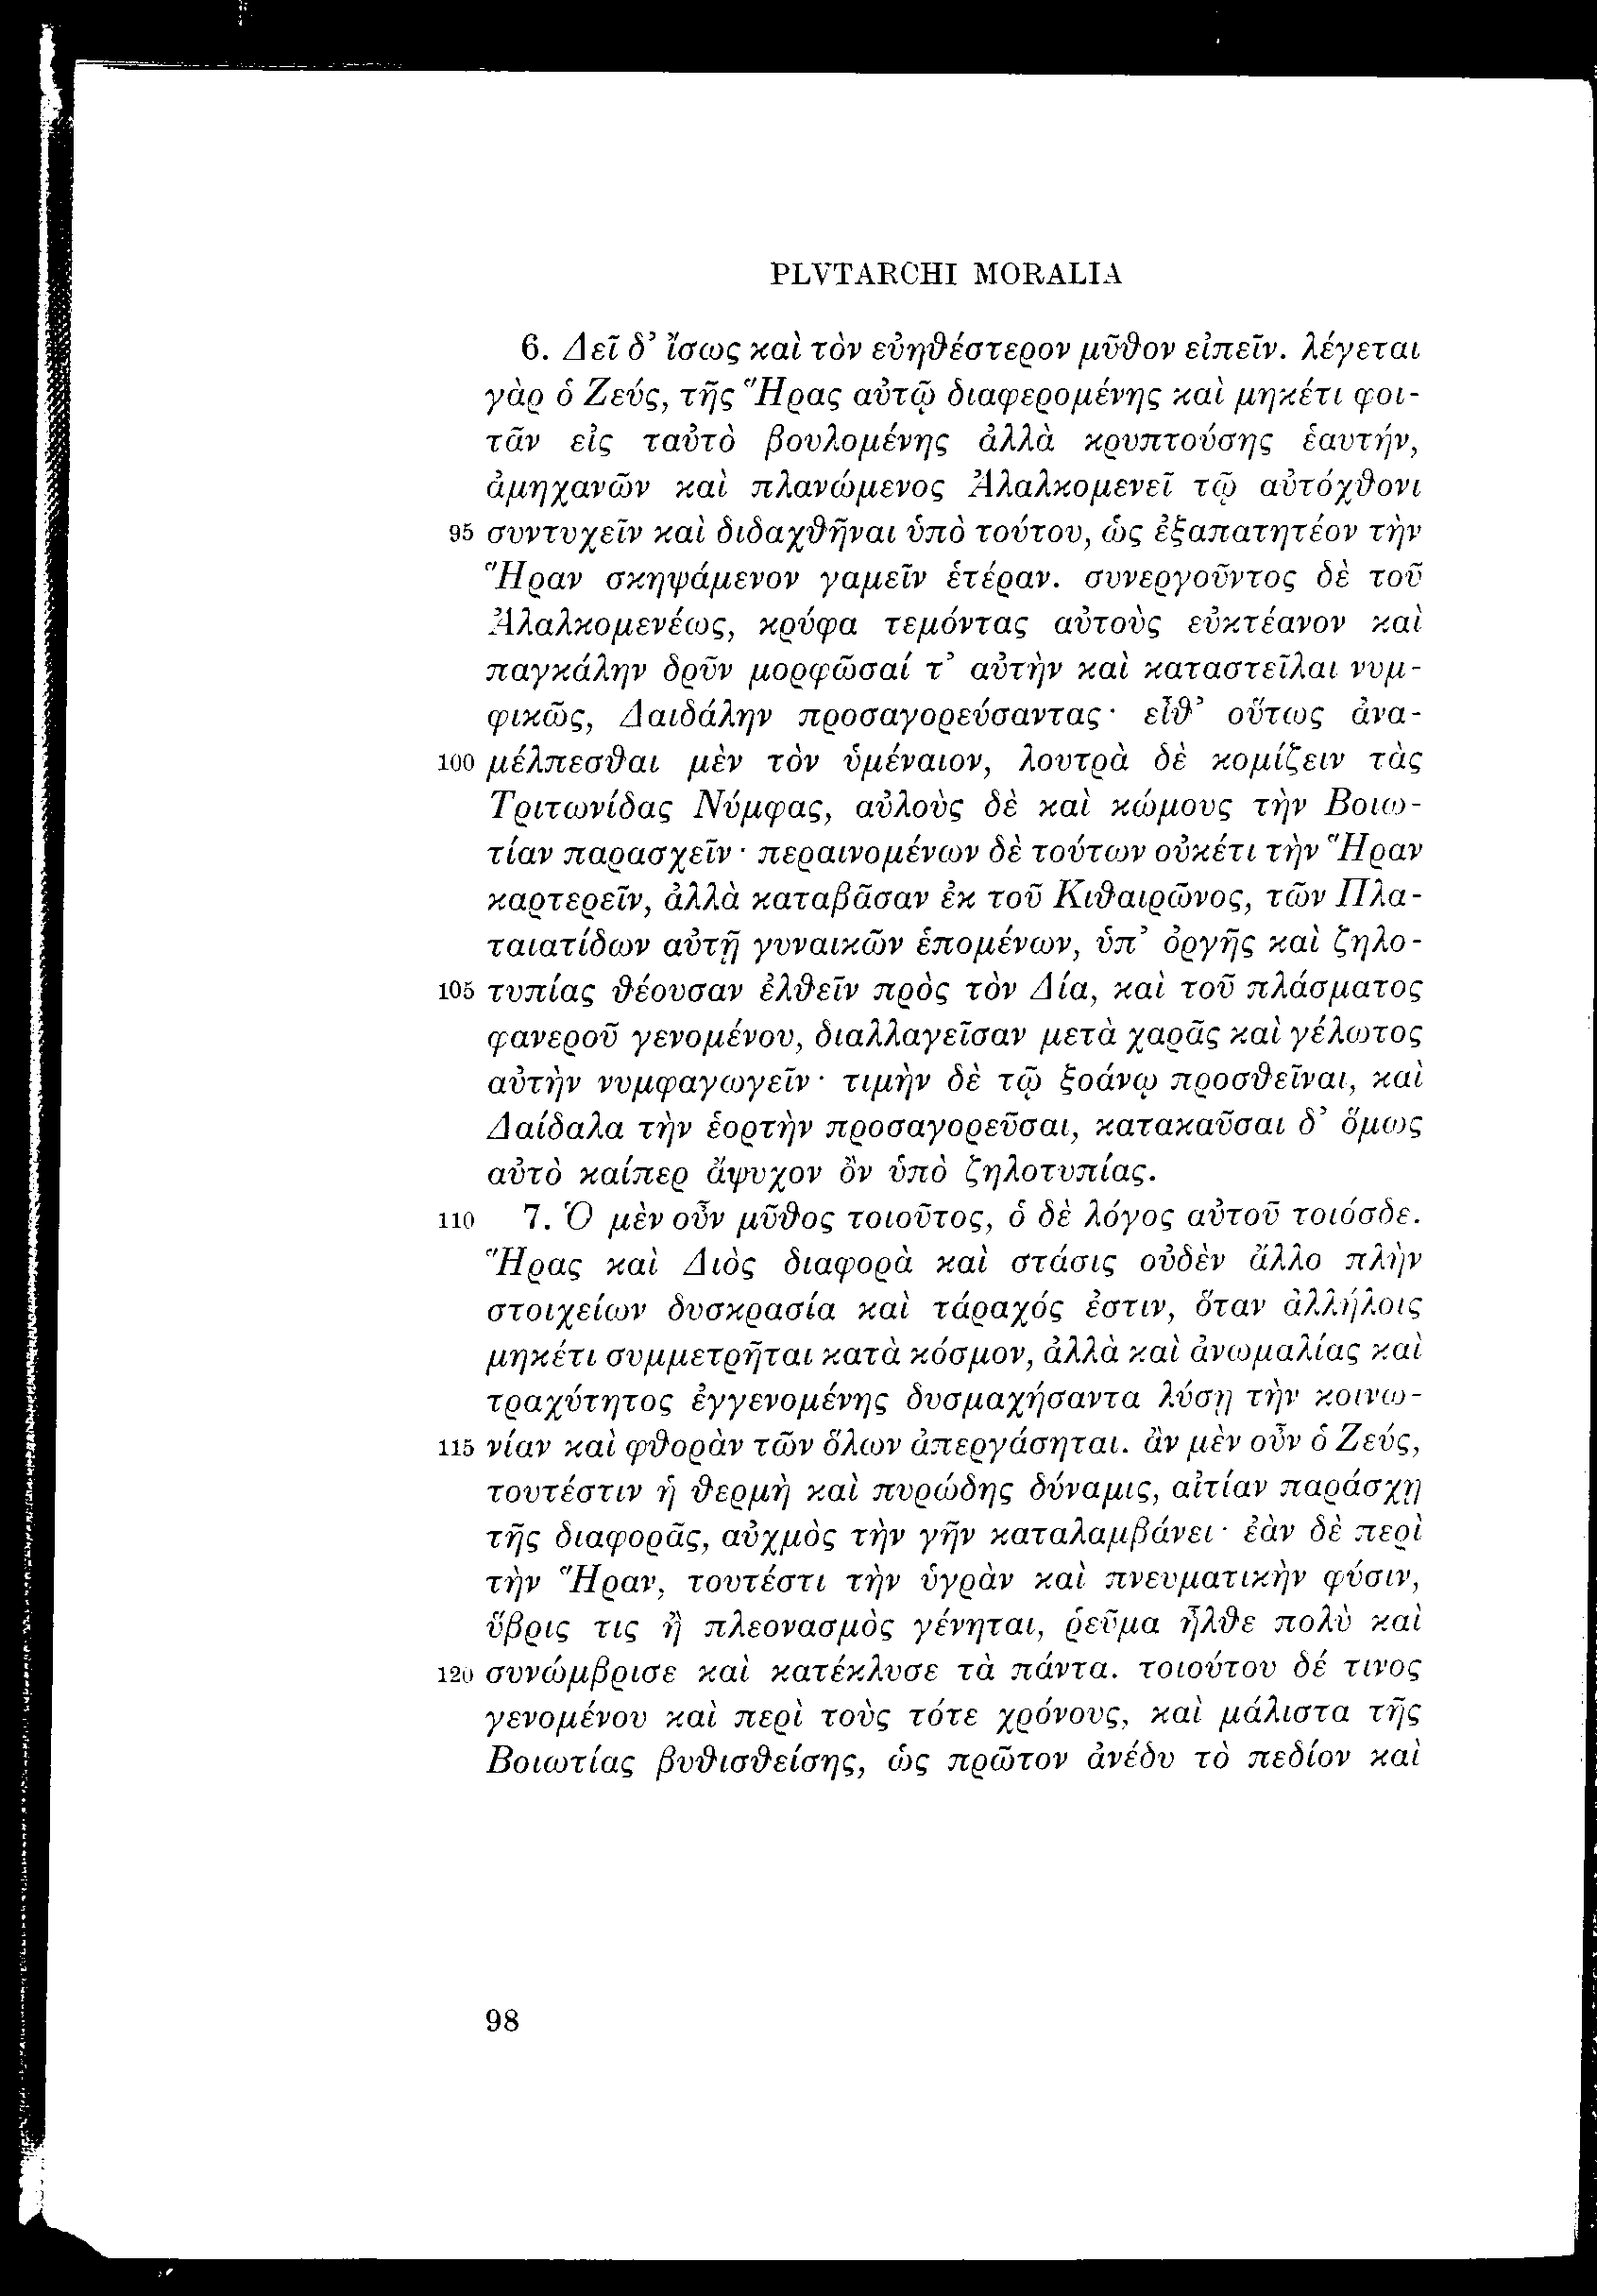 PLVTARCHI MORALIA
6. Δεῖ δ’ ἴσως καὶ τὸν εὐηθέστερον μῦθον εἰπεῖν. λέγεται
γὰρ ὁ Ζεύς, τῆς Ἥρας αὐτῷ διαφερομένης καὶ μηκέτι φοι-
τᾶν εἰς ταὐτὸ βουλομένης ἀλλὰ κρυπτούσης ἑαυτήν,
ἀμηχανῶν καὶ πλανώμενος Ἀλαλκομενεῖ τῷ αὐτόχθονι
95 συντυχεῖν καὶ διδαχθῆναι ὑπὸ τούτου, ὡς ἐξαπατητέον τὴν
Ἥραν σκηψάμενον γαμεῖν ἑτέραν. συνεργοῦντος δὲ τοῦ
Ἀλαλκομενέως, κρύφα τεμόντας αὐτοὺς εὐκτέανον καὶ
παγκάλην δρῦν μορφῶσαί τ’ αὐτὴν καὶ καταστεῖλαι νυμ-
φικῶς, Δαιδάλην προσαγορεύσαντας· εἶθ’ οὕτως ἀνα-
100 μέλπεσθαι μὲν τὸν ὑμέναιον, λουτρὰ δὲ κομίζειν τὰς
Τριτωνίδας Νύμφας, αὐλοὺς δὲ καὶ κώμους τὴν Βοιω-
τίαν παρασχεῖν· περαινομένων δὲ τούτων οὐκέτι τὴν Ἥραν
καρτερεῖν, ἀλλὰ καταβᾶσαν ἐκ τοῦ Κιθαιρῶνος, τῶν Πλα-
ταιατίδων αὐτῇ γυναικῶν ἑπομένων, ὑπ’ ὀργῆς καὶ ζηλο-
105 τυπίας θέουσαν ἐλθεῖν πρὸς τὸν Δία, καὶ τοῦ πλάσματος
φανεροῦ γενομένου, διαλλαγεῖσαν μετὰ χαρᾶς καὶ γέλωτος
αὐτὴν νυμφαγωγεῖν· τιμὴν δὲ τῷ ξοάνῳ προσθεῖναι, καὶ
Δαίδαλα τὴν ἑορτὴν προσαγορεῦσαι, κατακαῦσαι δ’ ὅμως
αὐτὸ καίπερ ἄψυχον ὂν ὑπὸ ζηλοτυπίας.
110 7. Ὁ μὲν οὖν μῦθος τοιοῦτος, ὁ δὲ λόγος αὐτοῦ τοιόσδε.
Ἥρας καὶ Διὸς διαφορὰ καὶ στάσις οὐδὲν ἄλλο πλὴν
στοιχείων δυσκρασία καὶ τάραχός ἐστιν, ὅταν ἀλλήλοις
μηκέτι συμμετρῆται κατὰ κόσμον, ἀλλὰ καὶ ἀνωμαλίας καὶ
τραχύτητος ἐγγενομένης δυσμαχήσαντα λύσῃ τὴν κοινω-
115 νίαν καὶ φθορὰν τῶν ὅλων ἀπεργάσηται. ἂν μὲν οὖν ὁ Ζεύς,
τουτέστιν ἡ θερμὴ καὶ πυρώδης δύναμις, αἰτίαν παράσχῃ
τῆς διαφορᾶς, αὐχμὸς τὴν γῆν καταλαμβάνει· ἐὰν δὲ περὶ
τὴν Ἥραν, τουτέστι τὴν ὑγρὰν καὶ πνευματικὴν φύσιν,
ὕβρις τις ἢ πλεονασμὸς γένηται, ῥεῦμα ἦλθε πολὺ καὶ
120 συνώμβρισε καὶ κατέκλυσε τὰ πάντα. τοιούτου δέ τινος
γενομένου καὶ περὶ τοὺς τότε χρόνους, καὶ μάλιστα τῆς
Βοιωτίας βυθισθείσης, ὡς πρῶτον ἀνέδυ τὸ πεδίον καὶ
98